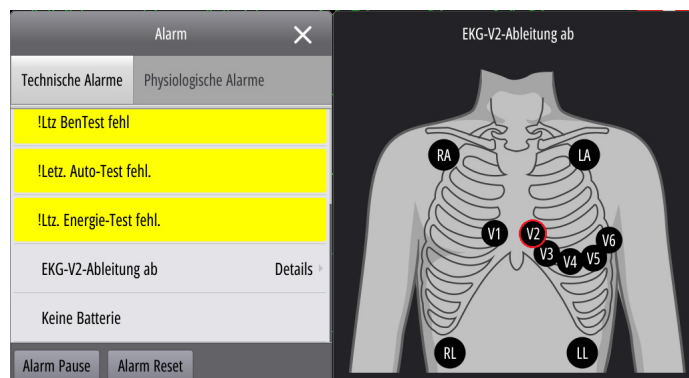 Alarm
Technische Alarme
Physiologische Alarme
!Ltz BenTest fehl
!Letz. Auto-Test fehl.
!Ltz. Energie-Test fehl.
EKG-V2-Ableitung ab Details
Keine Batterie
Alarm Pause
Alarm Reset
EKG-V2-Ableitung ab
RA
LA
V1
V2
V3
V4
V5
V6
RL
LL